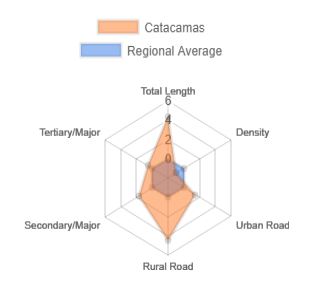 Catacamas
Regional Average
Total Length
6
4
2
0
Tertiary/Major
Density
Secondary/Major
Urban Road
Rural Road